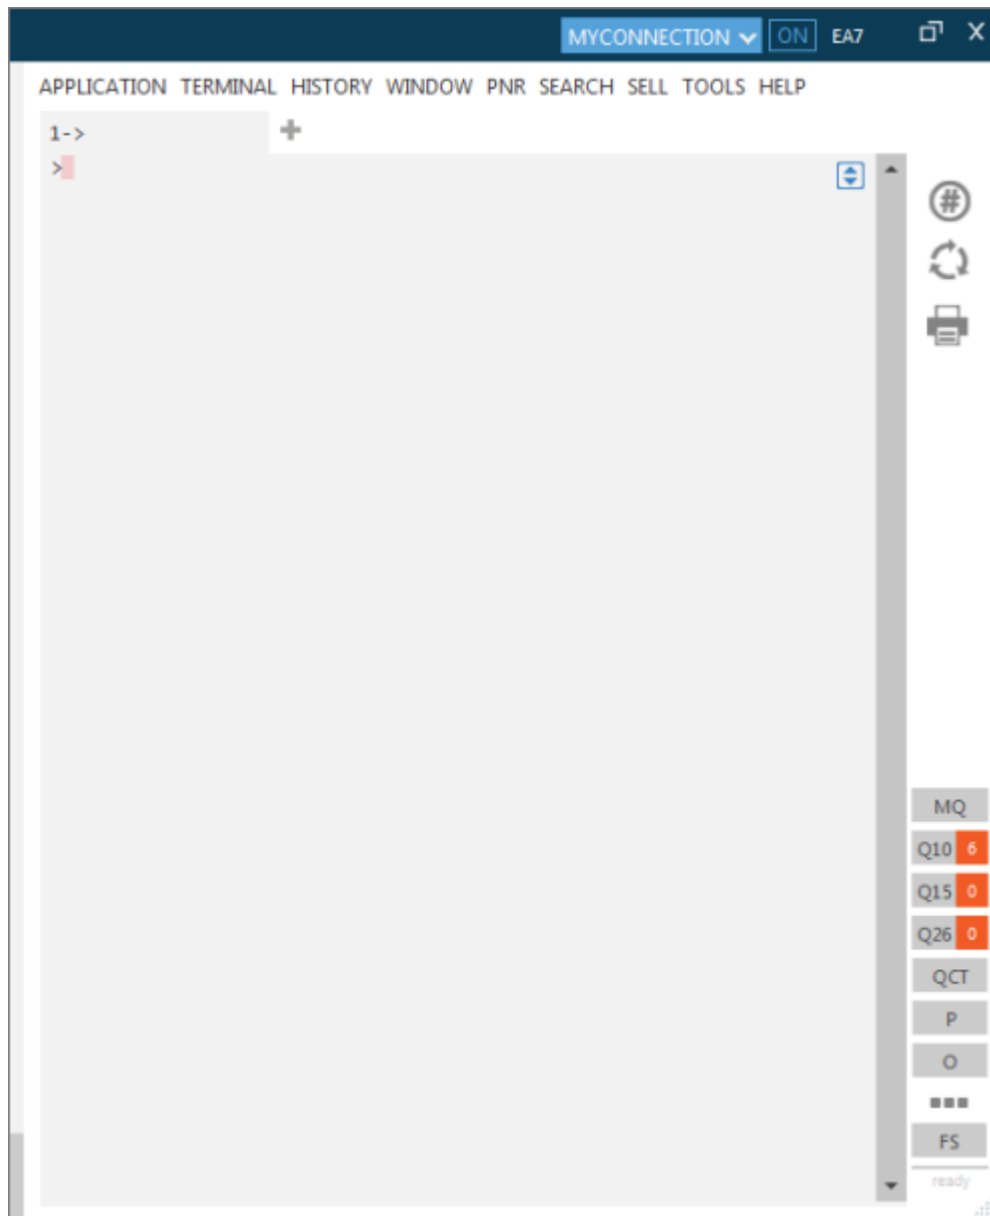 MYCONNECTION ON EA7 X
APPLICATION TERMINAL HISTORY WINDOW PNR SEARCH SELL TOOLS HELP
1->
>
#
MQ
Q10 6
Q15 0
Q26 0
QCT
P
O
FS
ready